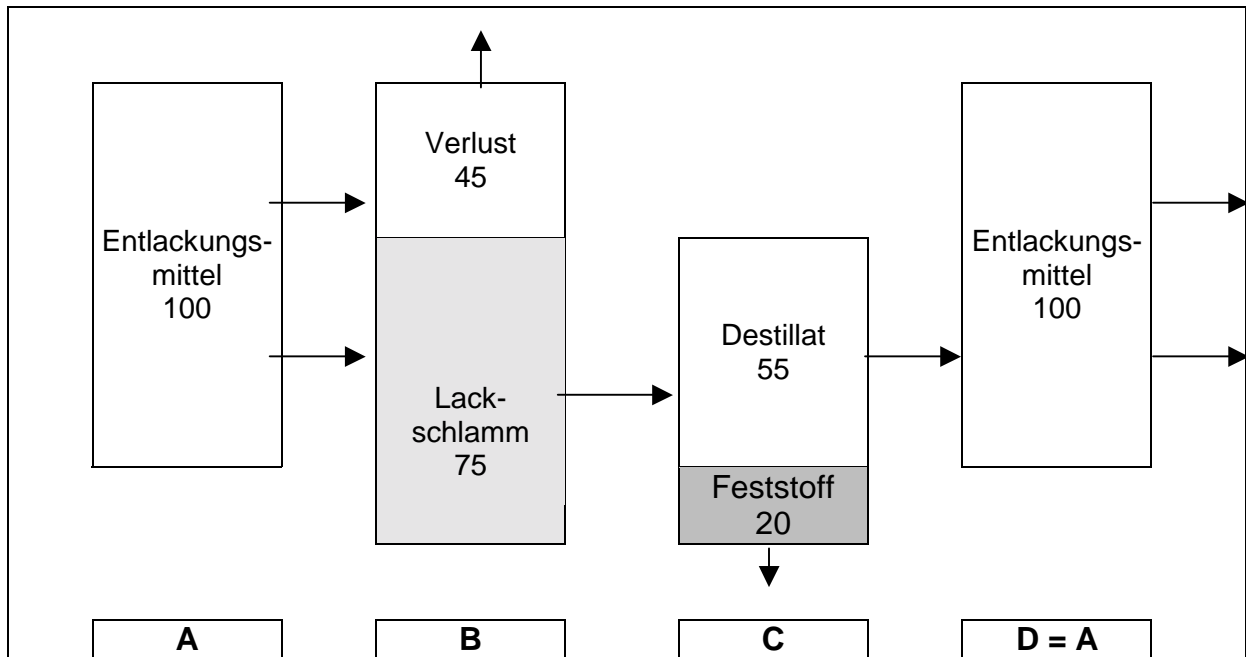 Verlust
45
Entlackungs-
mittel
100
Lack-
schlamm
75
Destillat
55
Feststoff
20
Entlackungs-
mittel
100
A
B
C
D = A